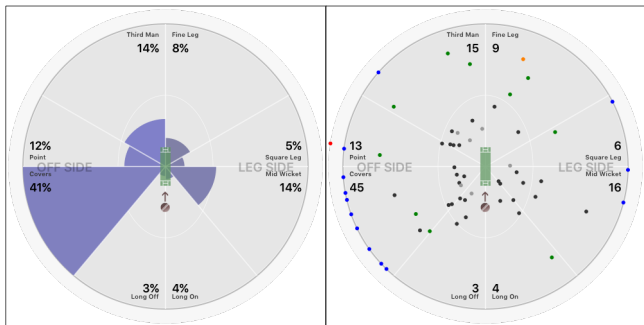 Third Man
14%
Fine Leg
8%
12%
Point
OFF SIDE
Covers
41%
5%
Square Leg
LEG SIDE
Mid Wicket
14%
3%
Long Off
4%
Long On
Third Man
15
Fine Leg
9
13
Point
OFF SIDE
Covers
45
6
Square Leg
LEG SIDE
Mid Wicket
16
3
Long Off
4
Long On